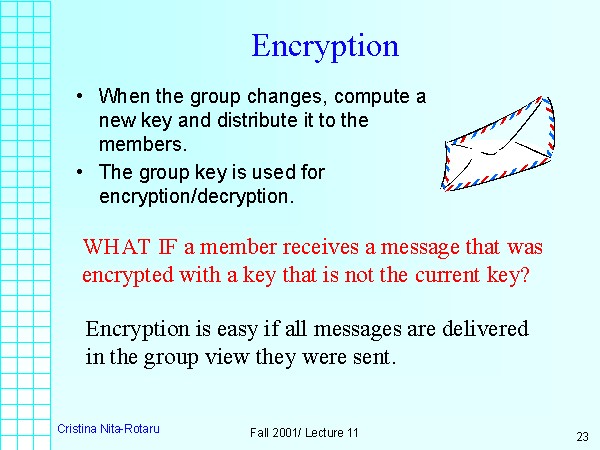 Encryption
• When the group changes, compute a
new key and distribute it to the
members.
• The group key is used for
encryption/decryption.
WHAT IF a member receives a message that was
encrypted with a key that is not the current key?
Encryption is easy if all messages are delivered
in the group view they were sent.
Cristina Nita-Rotaru
Fall 2001/ Lecture 11
23